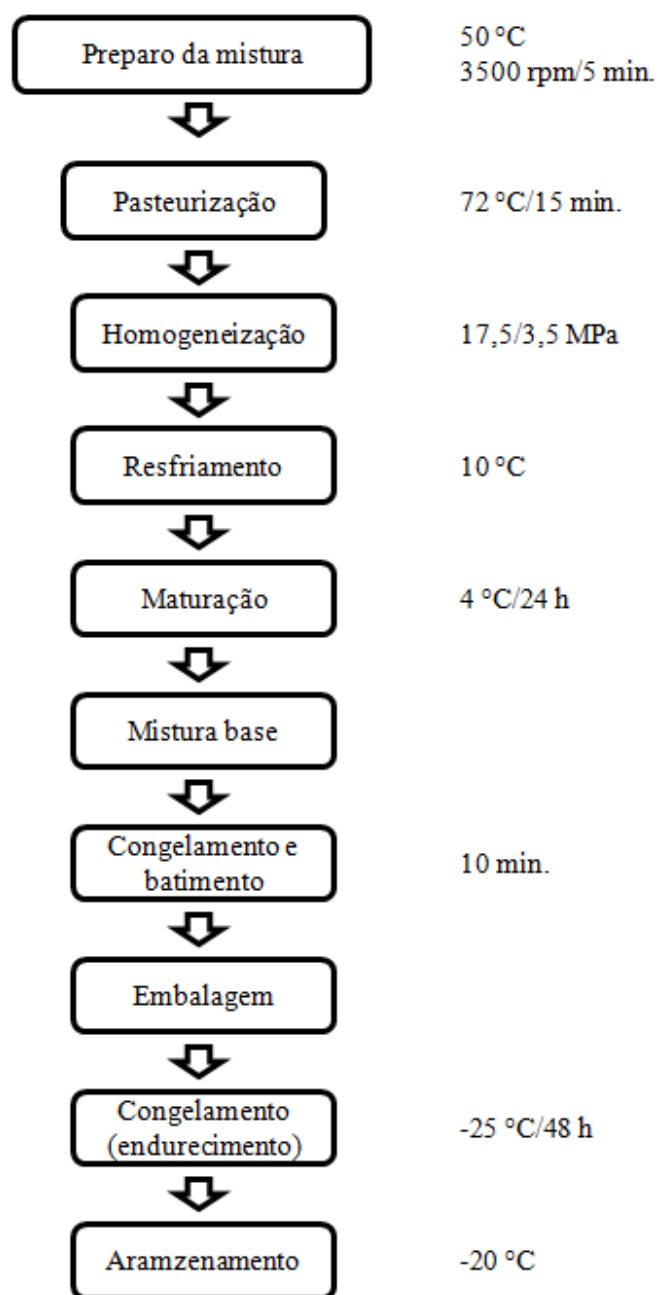 Preparo da mistura
50 °C
3500 rpm/5 min.
Pasteurização
72 °C/15 min.
Homogeneização
17,5/3,5 MPa
Resfriamento
10 °C
Maturação
4 °C/24 h
Mistura base
Congelamento e
batimento
10 min.
Embalagem
Congelamento
(endurecimento)
-25 °C/48 h
Aramzenamento
-20 °C